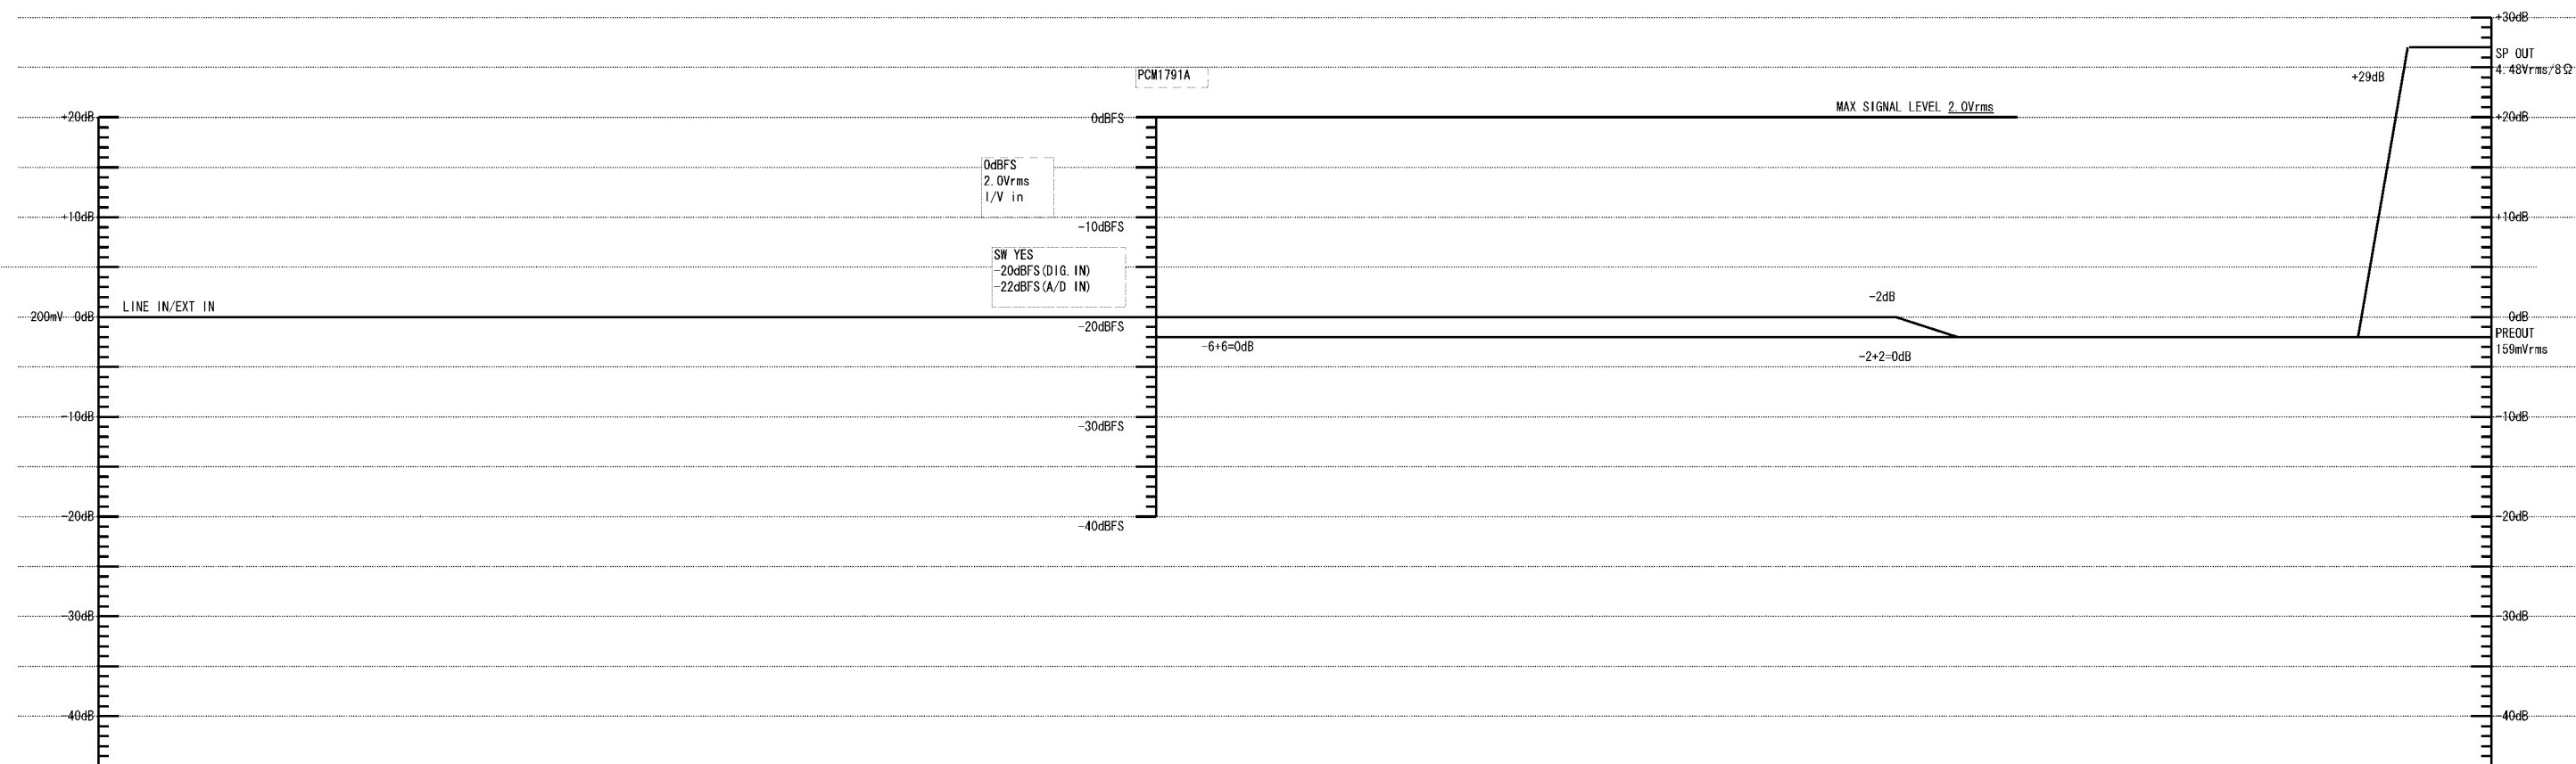 +30dB
SP OUT
4.48Vrms/8Ω
+29dB
PCM1791A
MAX SIGNAL LEVEL 2.0Vrms
+20dB
0dBFS
+20dB
0dBFS
2.0Vrms
I/V in
+10dB
-10dBFS
+10dB
SW YES
-20dBFS(DIG.IN)
-22dBFS(A/D IN)
-2dB
LINE IN/EXT IN
200mV 0dB
-20dBFS
0dB
PREOUT
159mVrms
-6+6=0dB
-2+2=0dB
-10dB
-30dBFS
-10dB
-20dB
-40dBFS
-20dB
-30dB
-30dB
-40dB
-40dB